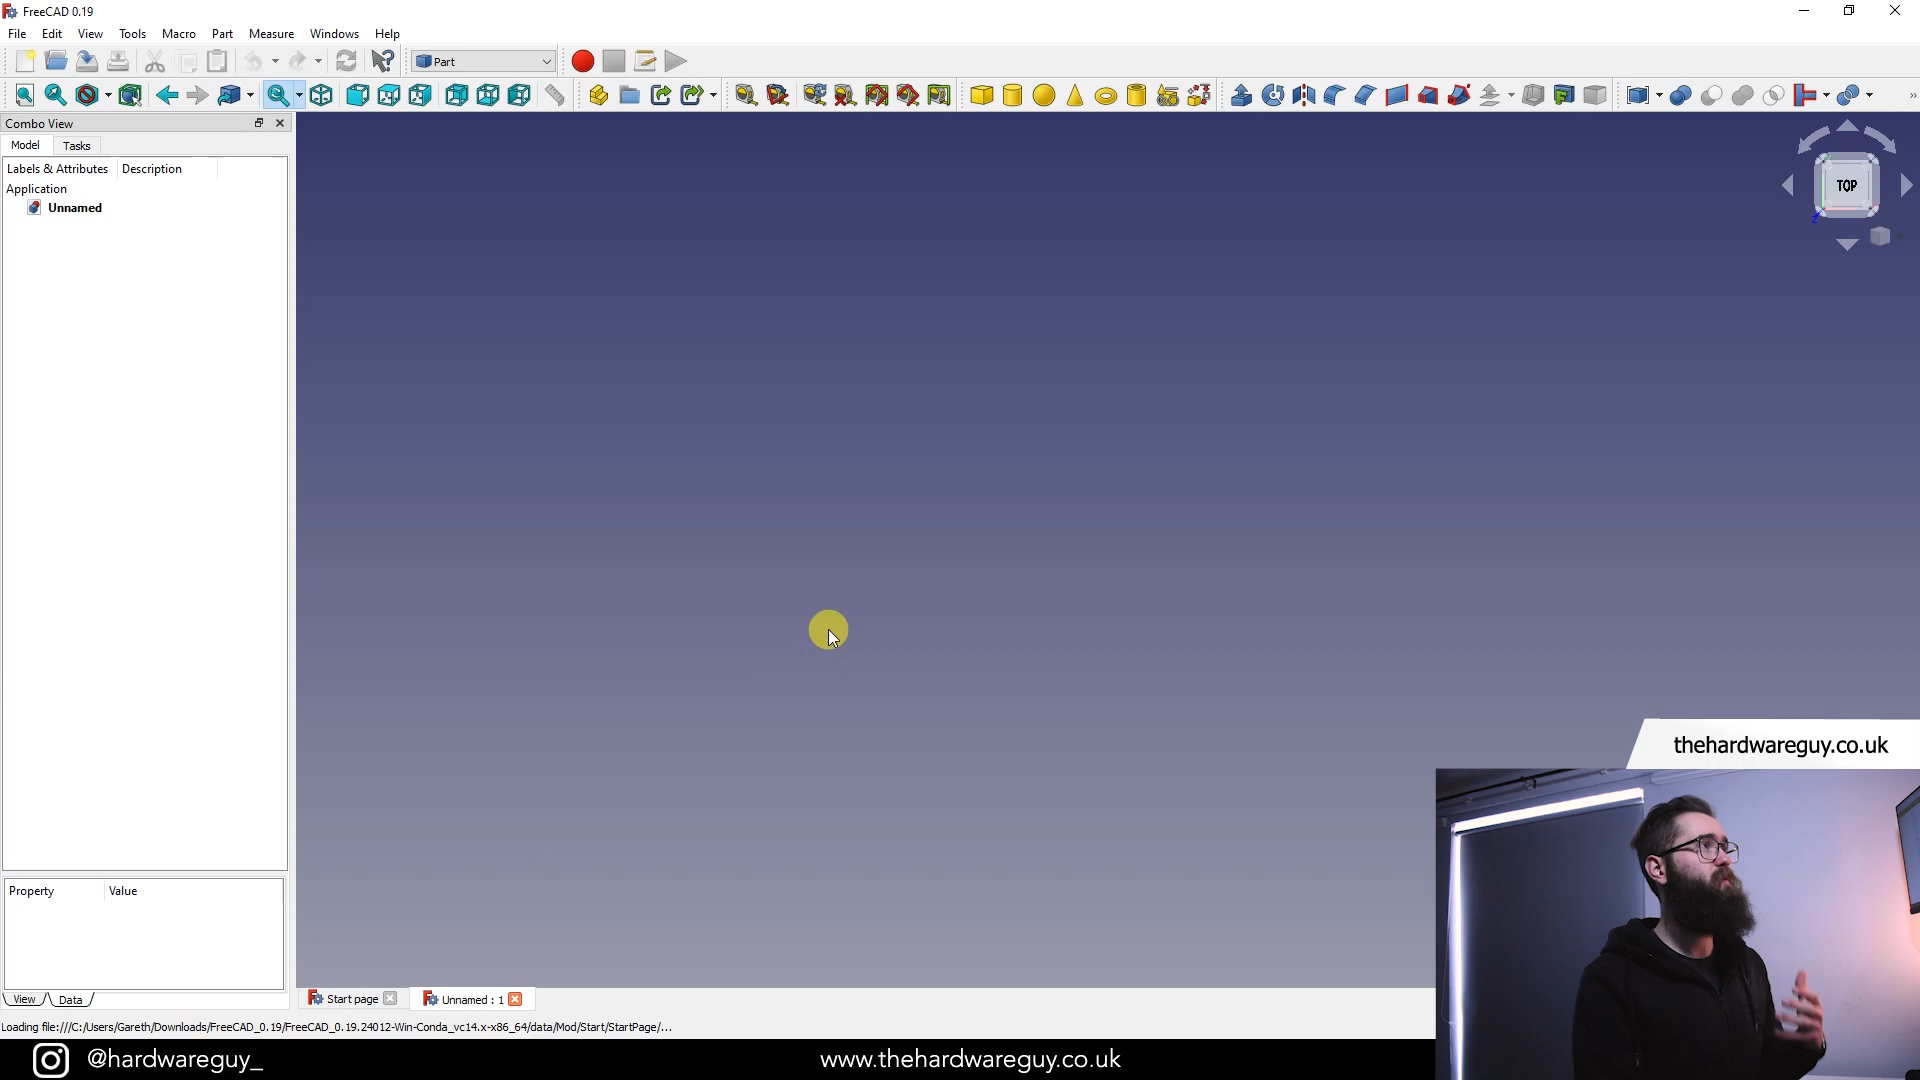 FreeCAD 0.19
File Edit View Tools Macro Part Measure Windows Help
Part
Combo View
Model Tasks
Labels & Attributes Description
Application
Unnamed
TOP
Property Value
View Data
Start page Unnamed : 1
Loading file:///C:/Users/Gareth/Downloads/FreeCAD_0.19/FreeCAD_0.19.24012-Win-Conda_vc14.x-x86_64/data/Mod/Start/StartPage/...
thehardwareguy.co.uk
@hardwareguy_
www.thehardwareguy.co.uk